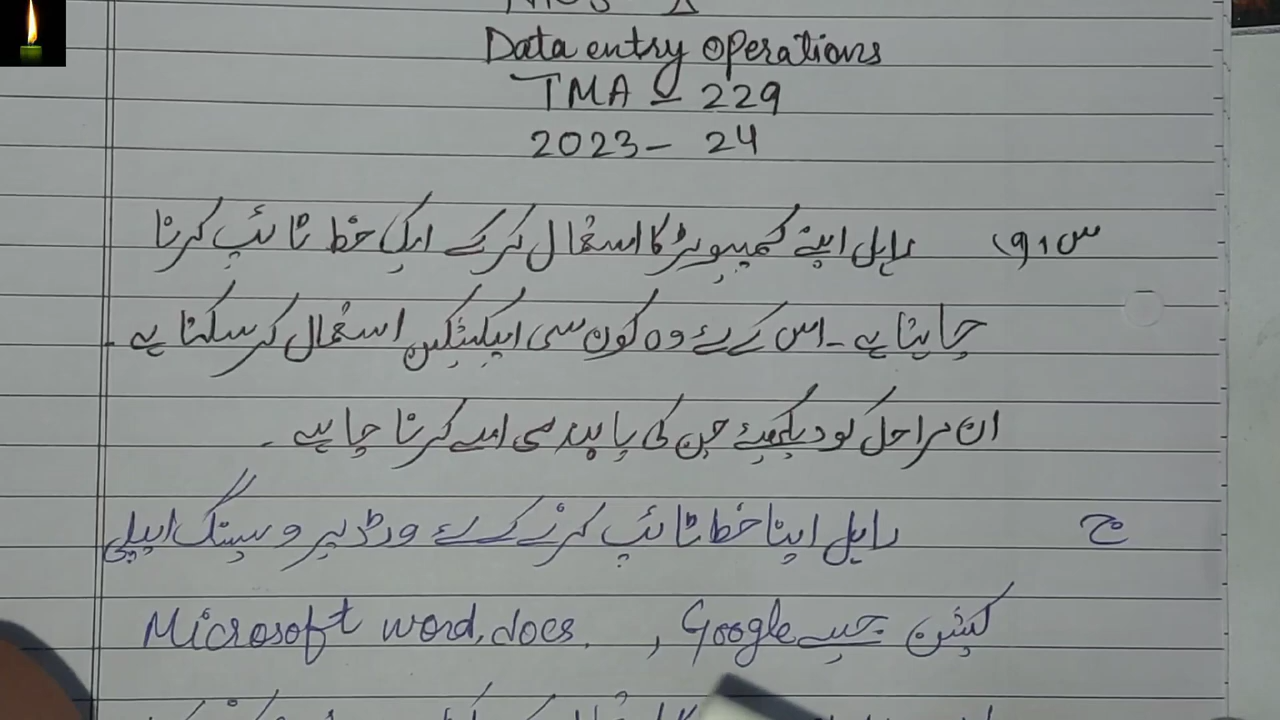 Data entry operations
TMA - 229
2023- 24
س راہل اپنے کمپیوٹر کا استعمال کر کے ایک خط ٹائپ کرنا
چاہتا ہے - اس کے لئے وہ کون سی ایپلیکیشن استعمال کر سکتا ہے -
ان مراحل کو دیکھیئے جن کی پابندی اسے کرنا چاہیے -
ج راہل اپنا خط ٹائپ کرنے کے لئے ورڈ پروسیسنگ ایپلی
کیشن جیسے Google , Microsoft word, docs.